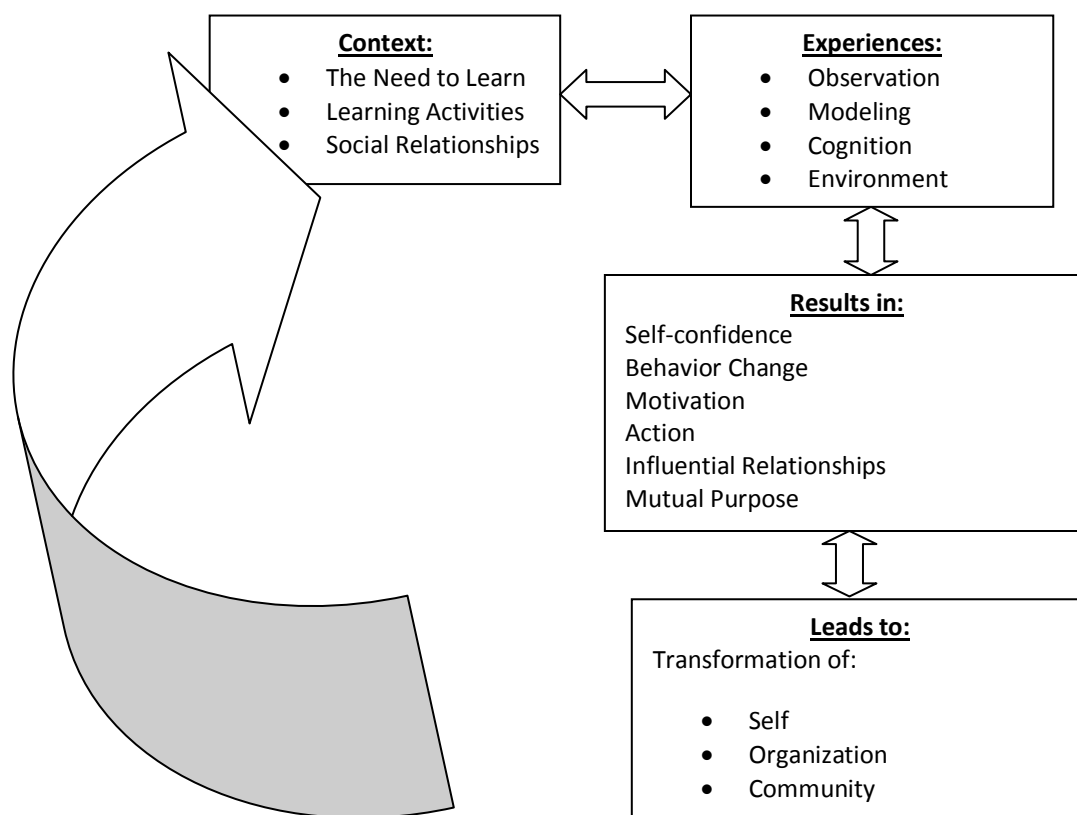 Context:
• The Need to Learn
• Learning Activities
• Social Relationships
Experiences:
• Observation
• Modeling
• Cognition
• Environment
Results in:
Self-confidence
Behavior Change
Motivation
Action
Influential Relationships
Mutual Purpose
Leads to:
Transformation of:
• Self
• Organization
• Community